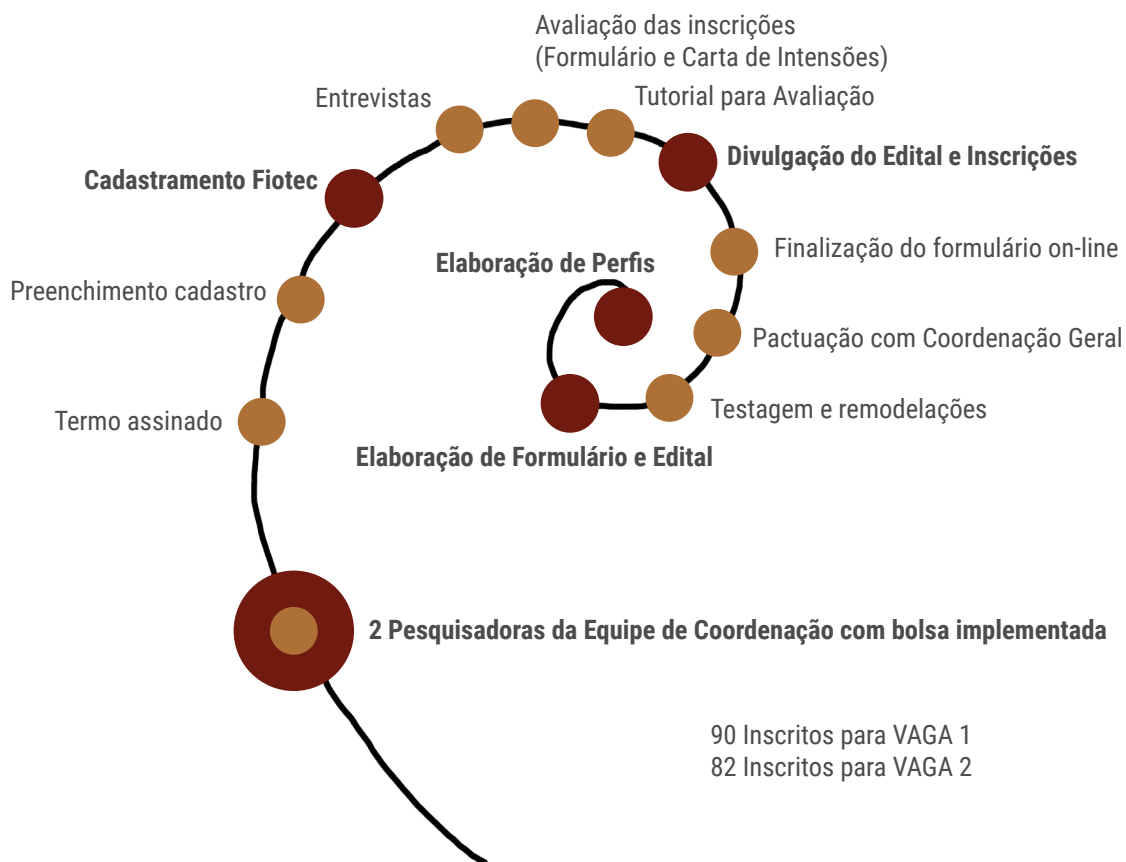 Avaliação das inscrições
(Formulário e Carta de Intensões)
Entrevistas
Tutorial para Avaliação
Divulgação do Edital e Inscrições
Cadastramento Fiotec
Finalização do formulário on-line
Elaboração de Perfis
Preenchimento cadastro
Pactuação com Coordenação Geral
Testagem e remodelações
Termo assinado
Elaboração de Formulário e Edital
2 Pesquisadoras da Equipe de Coordenação com bolsa implementada
90 Inscritos para VAGA 1
82 Inscritos para VAGA 2